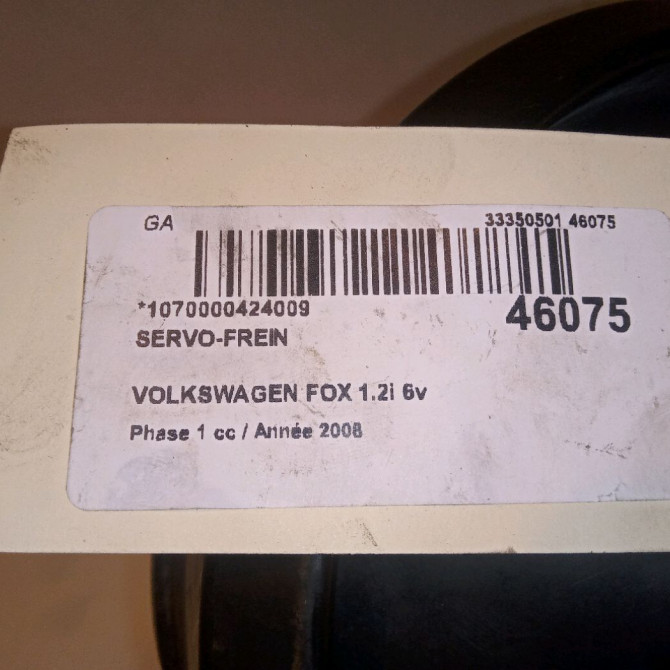 GA 33350501 46075
*1070000424009 46075
SERVO-FREIN
VOLKSWAGEN FOX 1.2i 6v
Phase 1 cc / Année 2008